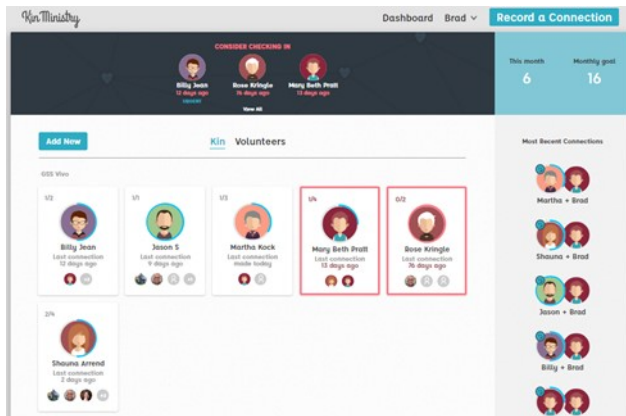 Kin Ministry
Dashboard Brad Record a Connection
CONSIDER CHECKING IN
Billy Jean
12 days ago
Rose Kringle
76 days ago
Mary Beth Pratt
13 days ago
View All
This month
6
Monthly goal
16
Add New
Kin Volunteers
Most Recent Connections
1/2
Billy Jean
Last connection
12 days ago
1/1
Jason S
Last connection
9 days ago
1/3
Martha Kock
Last connection
made today
1/4
Mary Beth Pratt
Last connection
13 days ago
0/2
Rose Kringle
Last connection
76 days ago
2/4
Shauna Arrend
Last connection
2 days ago
Martha + Brad
Shauna + Brad
Jason + Brad
Billy + Brad